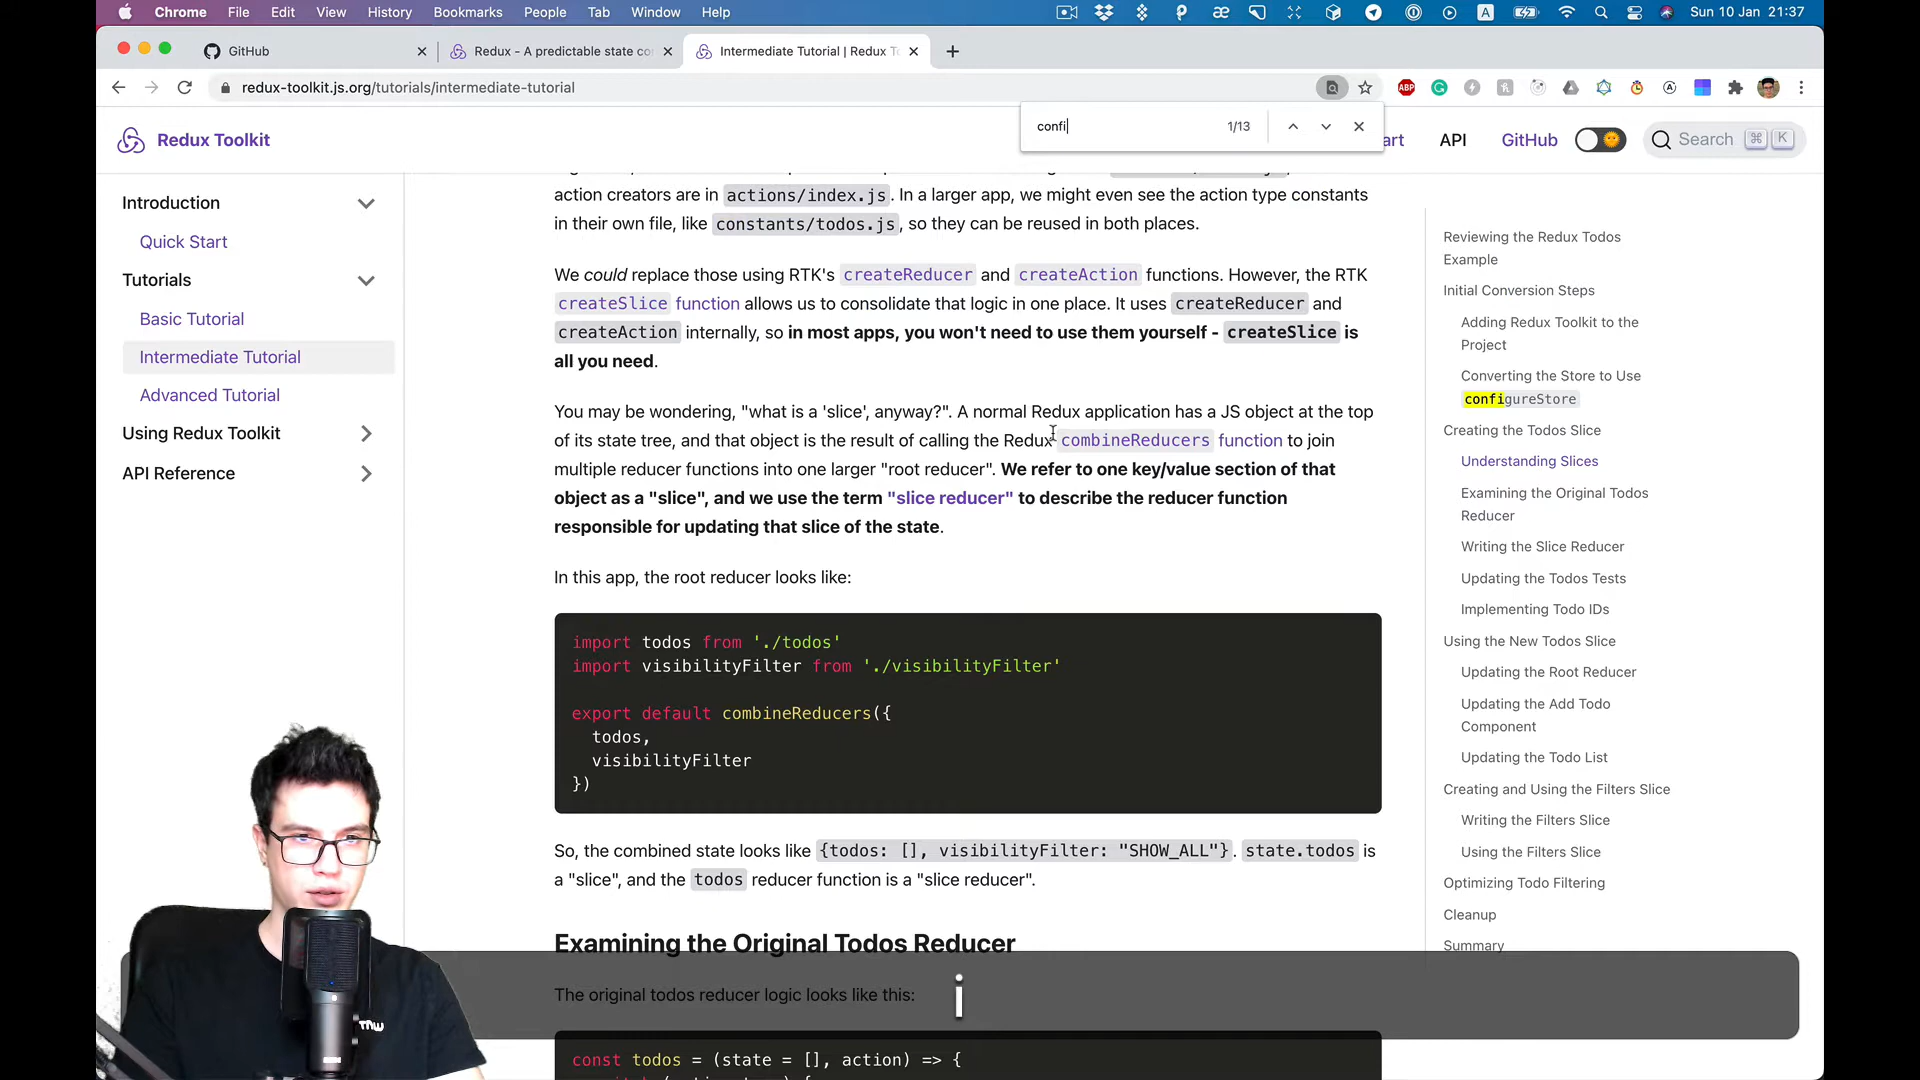 Chrome File Edit View History Bookmarks People Tab Window Help Sun 10 Jan 21:37
GitHub Redux - A predictable state co Intermediate Tutorial | Redux T
redux-toolkit.js.org/tutorials/intermediate-tutorial
confi 1/13
Redux Toolkit art API GitHub Search ⌘ K
Introduction
Quick Start
Tutorials
Basic Tutorial
Intermediate Tutorial
Advanced Tutorial
Using Redux Toolkit
API Reference
action creators are in actions/index.js. In a larger app, we might even see the action type constants
in their own file, like constants/todos.js, so they can be reused in both places.
We could replace those using RTK's createReducer and createAction functions. However, the RTK
createSlice function allows us to consolidate that logic in one place. It uses createReducer and
createAction internally, so in most apps, you won't need to use them yourself - createSlice is
all you need.
You may be wondering, "what is a 'slice', anyway?". A normal Redux application has a JS object at the top
of its state tree, and that object is the result of calling the Redux combineReducers function to join
multiple reducer functions into one larger "root reducer". We refer to one key/value section of that
object as a "slice", and we use the term "slice reducer" to describe the reducer function
responsible for updating that slice of the state.
In this app, the root reducer looks like:
import todos from './todos'
import visibilityFilter from './visibilityFilter'
export default combineReducers({
todos,
visibilityFilter
})
So, the combined state looks like {todos: [], visibilityFilter: "SHOW_ALL"}. state.todos is
a "slice", and the todos reducer function is a "slice reducer".
Examining the Original Todos Reducer
The original todos reducer logic looks like this:
i
const todos = (state = [], action) => {
Reviewing the Redux Todos
Example
Initial Conversion Steps
Adding Redux Toolkit to the
Project
Converting the Store to Use
configureStore
Creating the Todos Slice
Understanding Slices
Examining the Original Todos
Reducer
Writing the Slice Reducer
Updating the Todos Tests
Implementing Todo IDs
Using the New Todos Slice
Updating the Root Reducer
Updating the Add Todo
Component
Updating the Todo List
Creating and Using the Filters Slice
Writing the Filters Slice
Using the Filters Slice
Optimizing Todo Filtering
Cleanup
Summary